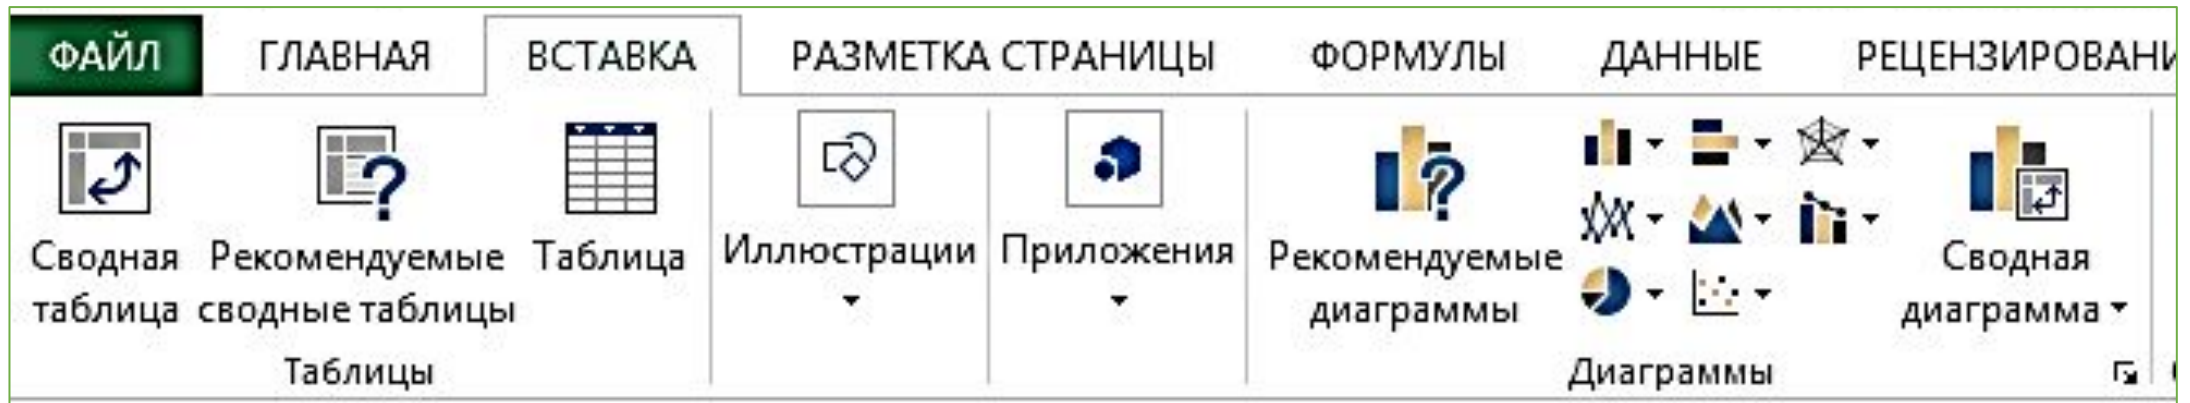 ФАЙЛ ГЛАВНАЯ ВСТАВКА РАЗМЕТКА СТРАНИЦЫ ФОРМУЛЫ ДАННЫЕ РЕЦЕНЗИРОВАНИ
Сводная таблица
Рекомендуемые сводные таблицы
Таблица
Таблицы
Иллюстрации
Приложения
Рекомендуемые диаграммы
Сводная диаграмма
Диаграммы